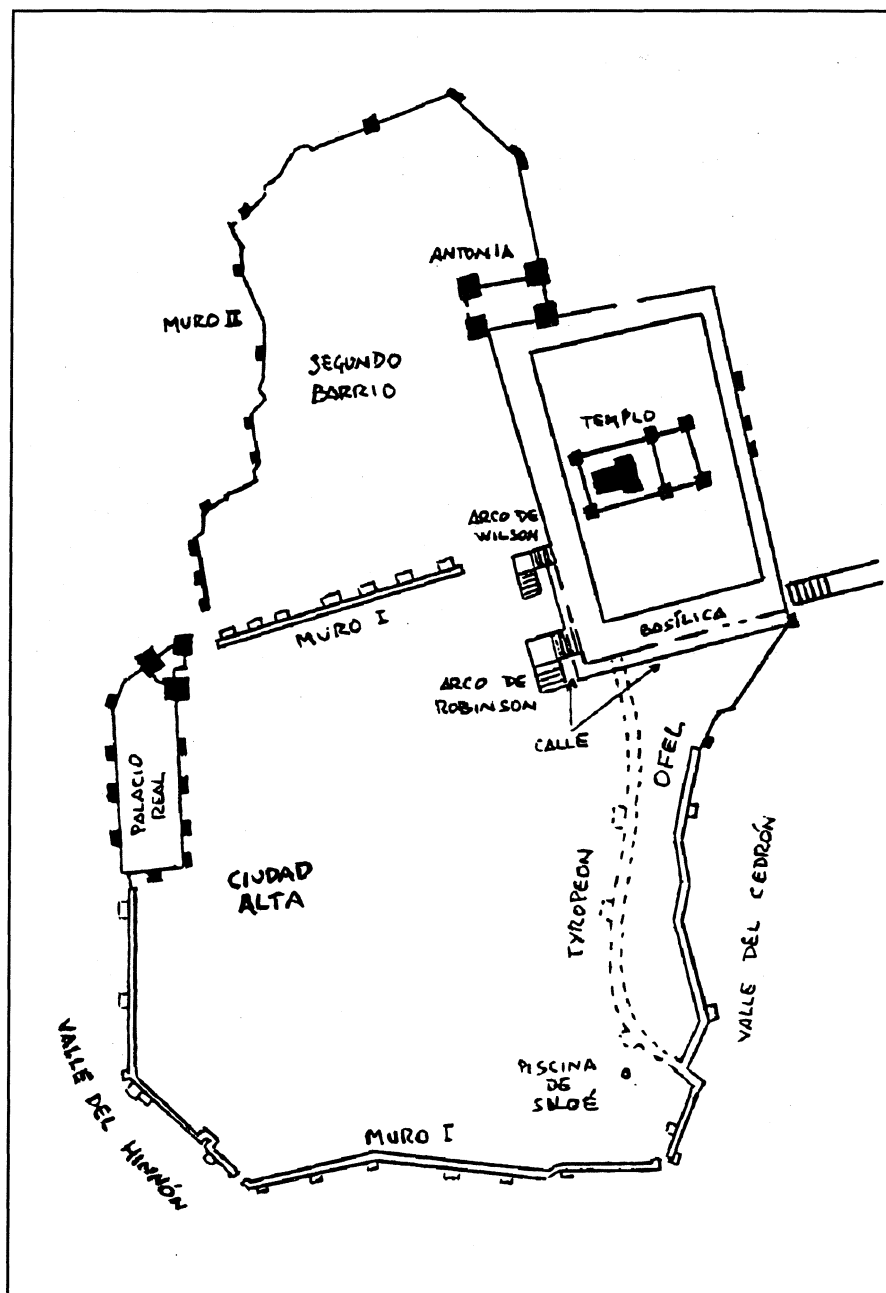 ANTONIA
MURO II
SEGUNDO
BARRIO
TEMPLO
ARCO DE
WILSON
MURO I
BASÍLICA
ARCO DE
ROBINSON
CALLE
OFEL
PALACIO
REAL
CIUDAD
ALTA
TYROPEON
VALLE DEL CEDRÓN
VALLE DEL HINNÓN
PISCINA
DE
SILOÉ
MURO I